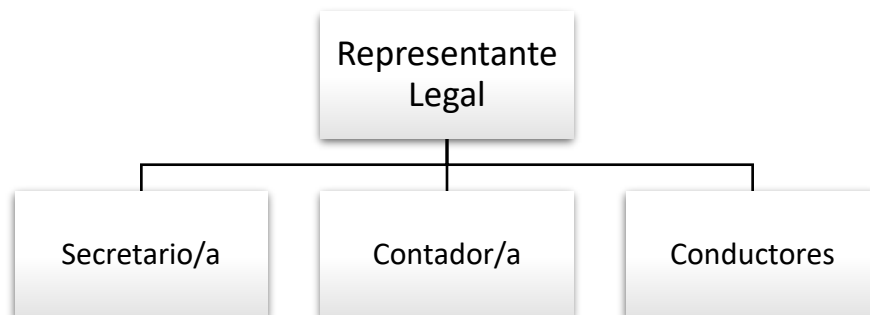 Representante
Legal
Secretario/a
Contador/a
Conductores